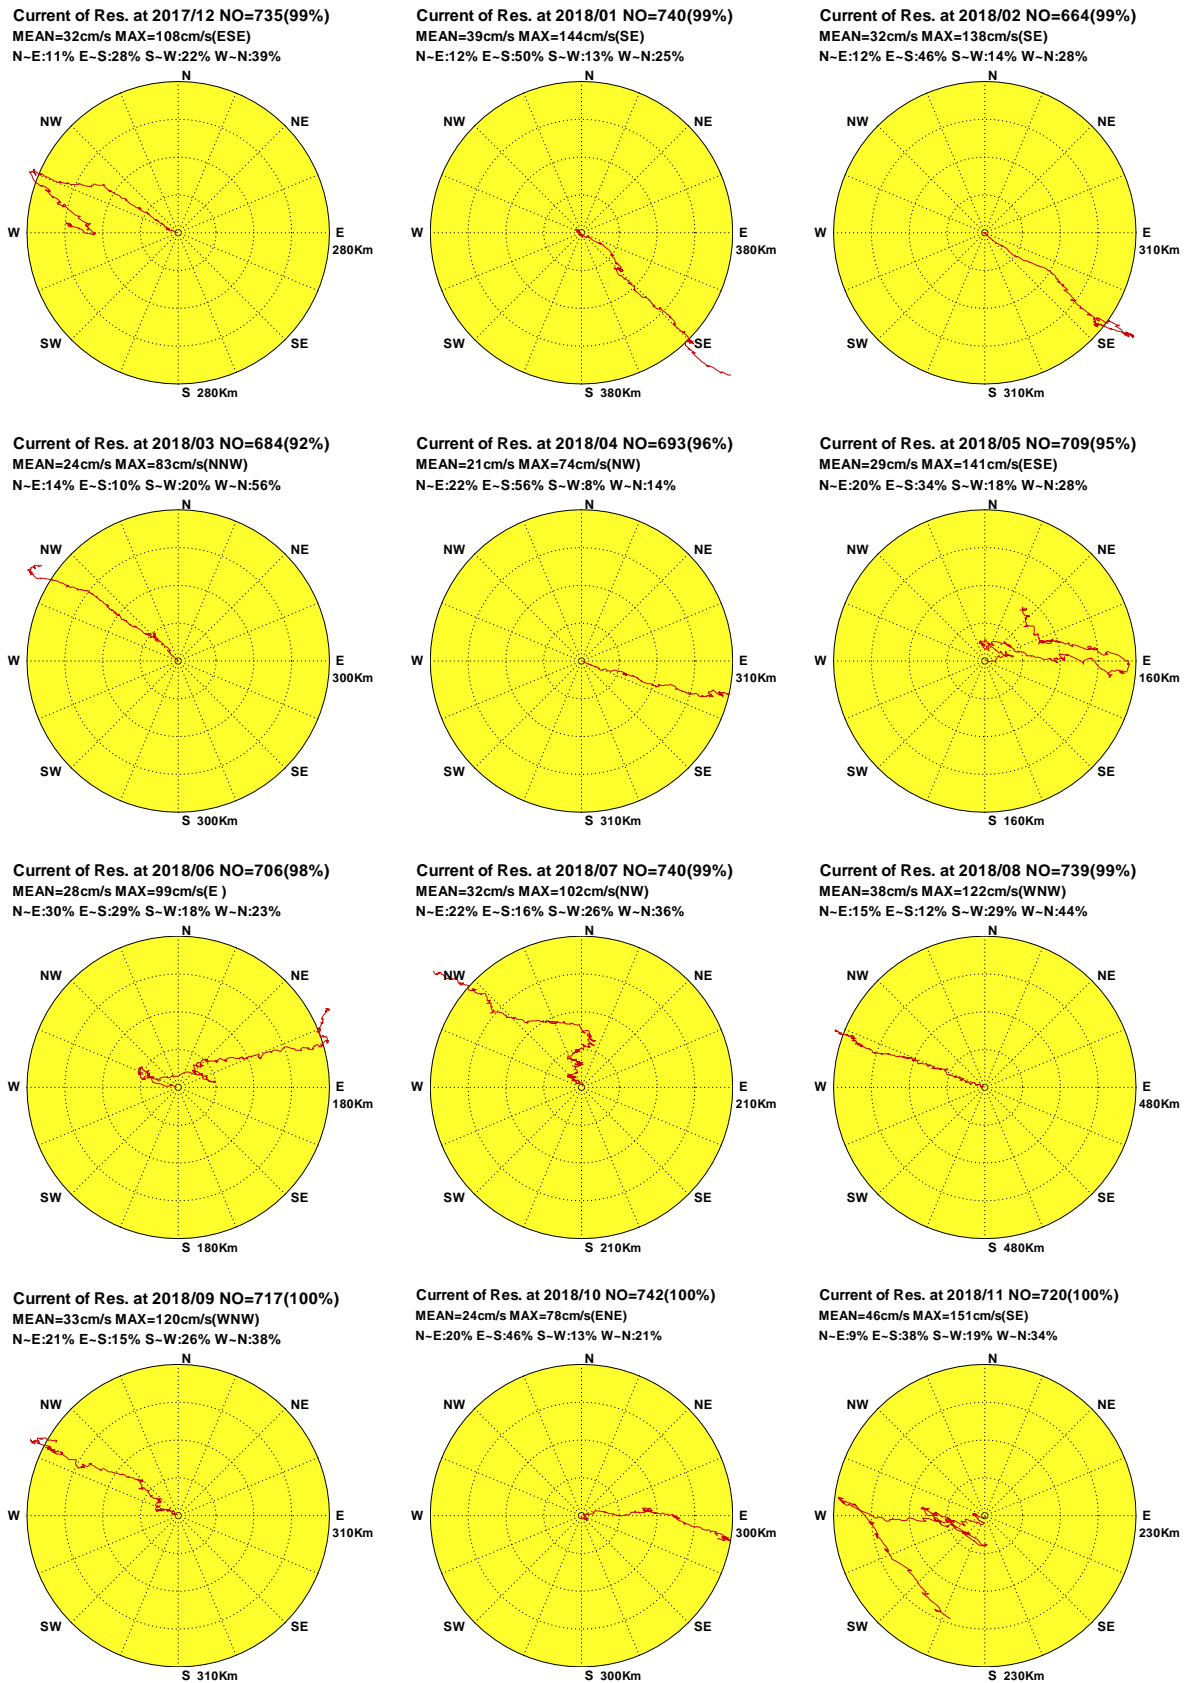 Current of Res. at 2017/12 NO=735(99%)
MEAN=32cm/s MAX=108cm/s(ESE)
N~E:11% E~S:28% S~W:22% W~N:39%
N
NW
NE
W
E
280Km
SW
SE
S 280Km
Current of Res. at 2018/01 NO=740(99%)
MEAN=39cm/s MAX=144cm/s(SE)
N~E:12% E~S:50% S~W:13% W~N:25%
N
NW
NE
W
E
380Km
SW
SE
S 380Km
Current of Res. at 2018/02 NO=664(99%)
MEAN=32cm/s MAX=138cm/s(SE)
N~E:12% E~S:46% S~W:14% W~N:28%
N
NW
NE
W
E
310Km
SW
SE
S 310Km
Current of Res. at 2018/03 NO=684(92%)
MEAN=24cm/s MAX=83cm/s(NNW)
N~E:14% E~S:10% S~W:20% W~N:56%
N
NW
NE
W
E
300Km
SW
SE
S 300Km
Current of Res. at 2018/04 NO=693(96%)
MEAN=21cm/s MAX=74cm/s(NW)
N~E:22% E~S:56% S~W:8% W~N:14%
N
NW
NE
W
E
310Km
SW
SE
S 310Km
Current of Res. at 2018/05 NO=709(95%)
MEAN=29cm/s MAX=141cm/s(ESE)
N~E:20% E~S:34% S~W:18% W~N:28%
N
NW
NE
W
E
160Km
SW
SE
S 160Km
Current of Res. at 2018/06 NO=706(98%)
MEAN=28cm/s MAX=99cm/s(E )
N~E:30% E~S:29% S~W:18% W~N:23%
N
NW
NE
W
E
180Km
SW
SE
S 180Km
Current of Res. at 2018/07 NO=740(99%)
MEAN=32cm/s MAX=102cm/s(NW)
N~E:22% E~S:16% S~W:26% W~N:36%
N
NW
NE
W
E
210Km
SW
SE
S 210Km
Current of Res. at 2018/08 NO=739(99%)
MEAN=38cm/s MAX=122cm/s(WNW)
N~E:15% E~S:12% S~W:29% W~N:44%
N
NW
NE
W
E
480Km
SW
SE
S 480Km
Current of Res. at 2018/09 NO=717(100%)
MEAN=33cm/s MAX=120cm/s(WNW)
N~E:21% E~S:15% S~W:26% W~N:38%
N
NW
NE
W
E
310Km
SW
SE
S 310Km
Current of Res. at 2018/10 NO=742(100%)
MEAN=24cm/s MAX=78cm/s(ENE)
N~E:20% E~S:46% S~W:13% W~N:21%
N
NW
NE
W
E
300Km
SW
SE
S 300Km
Current of Res. at 2018/11 NO=720(100%)
MEAN=46cm/s MAX=151cm/s(SE)
N~E:9% E~S:38% S~W:19% W~N:34%
N
NW
NE
W
E
230Km
SW
SE
S 230Km